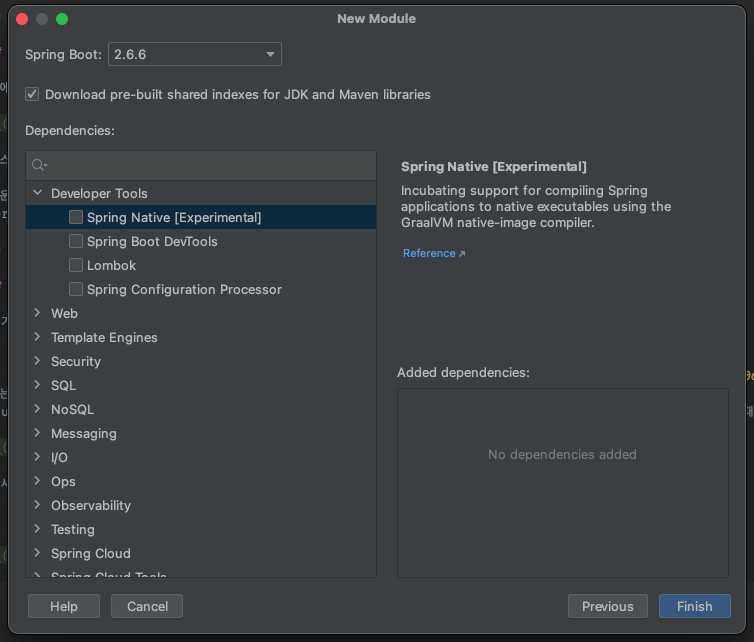 New Module
Spring Boot: 2.6.6
Download pre-built shared indexes for JDK and Maven libraries
Dependencies:
Developer Tools
Spring Native [Experimental]
Spring Boot DevTools
Lombok
Spring Configuration Processor
Web
Template Engines
Security
SQL
NoSQL
Messaging
I/O
Ops
Observability
Testing
Spring Cloud
Spring Cloud Tools
Spring Native [Experimental]
Incubating support for compiling Spring
applications to native executables using the
GraalVM native-image compiler.
Reference
Added dependencies:
No dependencies added
Help
Cancel
Previous
Finish